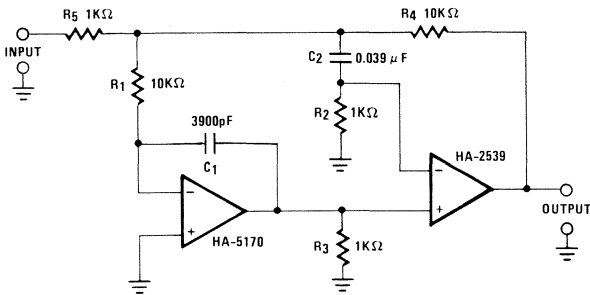 R5 1KΩ
R4 10KΩ
INPUT
C2 0.039 μF
R1 10KΩ
3900pF
R2 1KΩ
C1
HA-2539
-
+
-
+
HA-5170
OUTPUT
R3 1KΩ